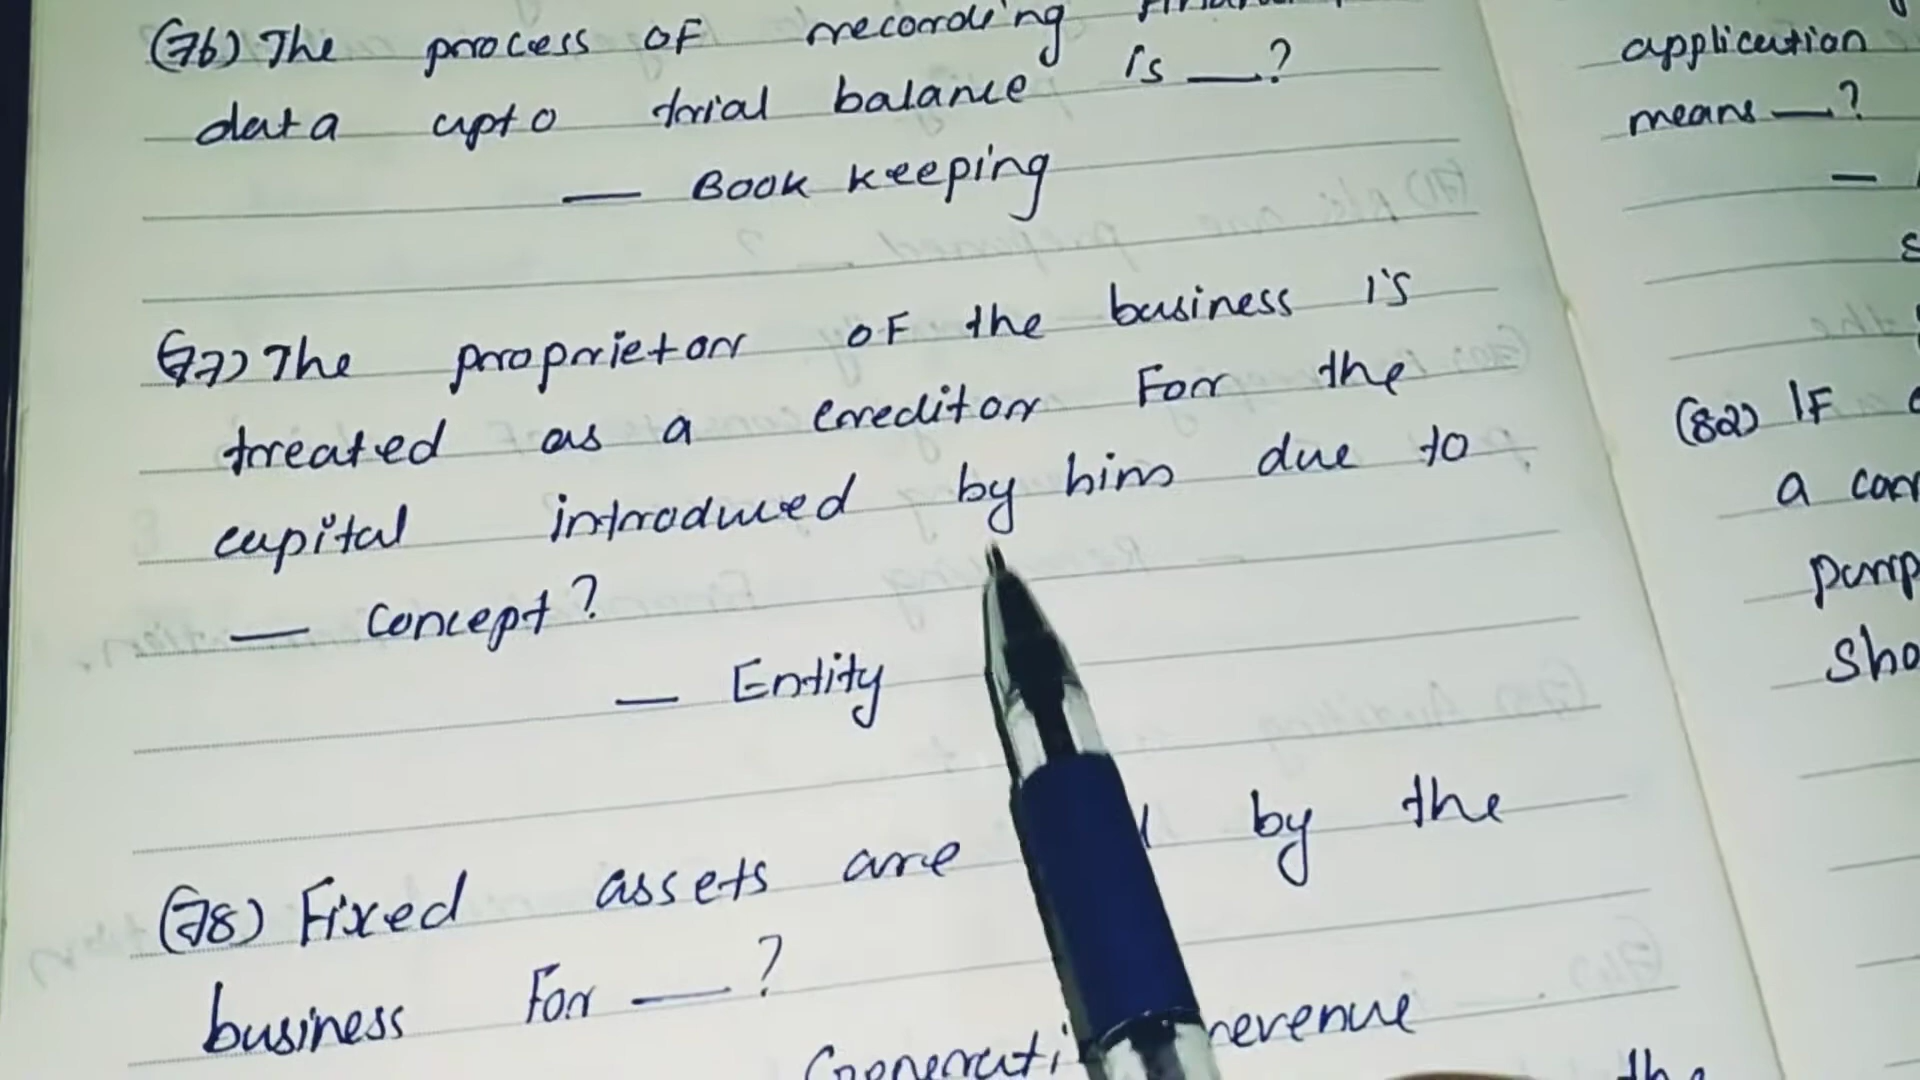 (76) The process of recording
data upto trial balance is __?
— Book keeping
(77) The proprietor of the business is
treated as a creditor For the
capital introduced by him due to
__ concept?
— Entity
(78) Fixed assets are by the
business For __?
revenue
the
application
means __?
—
(82) IF
a